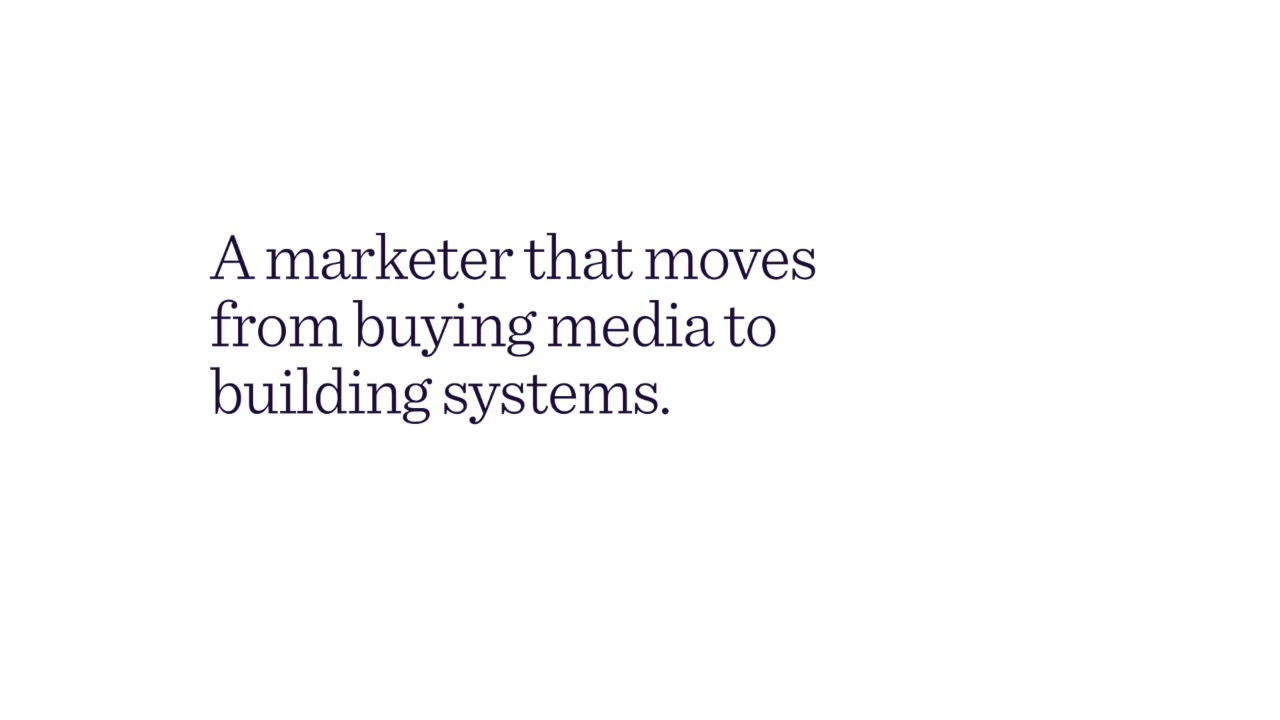 A marketer that moves
from buying media to
building systems.